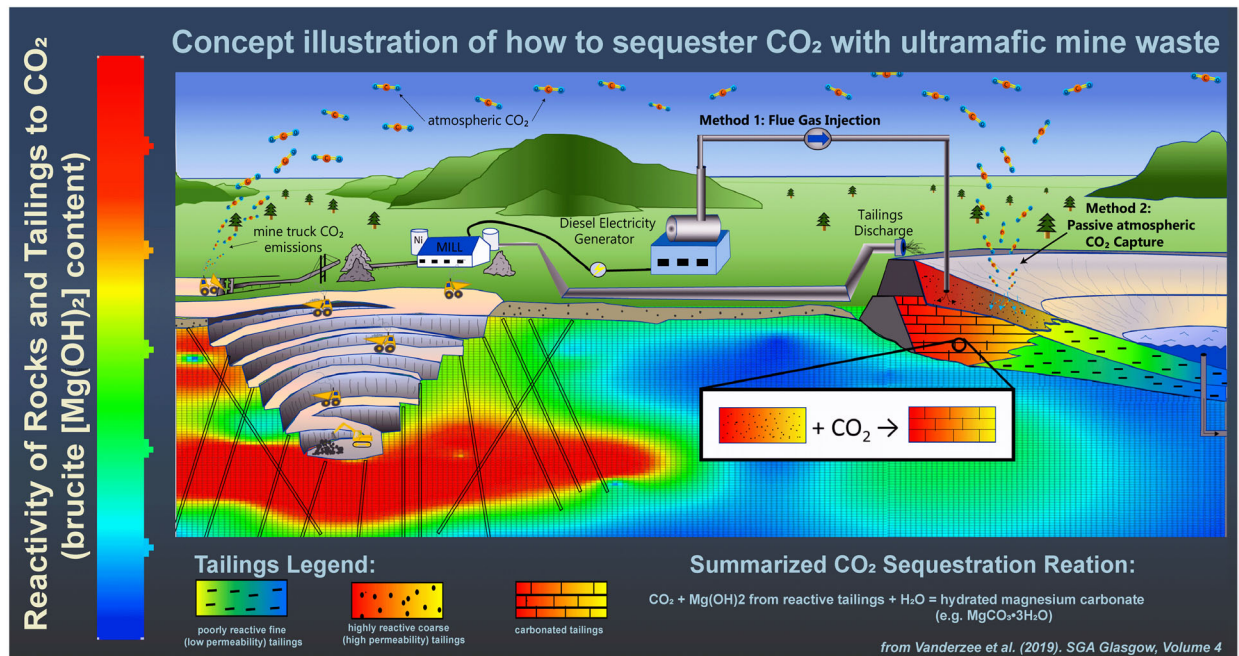 Concept illustration of how to sequester CO₂ with ultramafic mine waste
Reactivity of Rocks and Tailings to CO₂
(brucite [Mg(OH)₂] content)
atmospheric CO₂
Method 1: Flue Gas Injection
mine truck CO₂
emissions
Ni
MILL
Diesel Electricity
Generator
Tailings
Discharge
Method 2:
Passive atmospheric
CO₂ Capture
+ CO₂ →
Tailings Legend:
poorly reactive fine
(low permeability) tailings
highly reactive coarse
(high permeability) tailings
carbonated tailings
Summarized CO₂ Sequestration Reation:
CO₂ + Mg(OH)2 from reactive tailings + H₂O = hydrated magnesium carbonate
(e.g. MgCO₃•3H₂O)
from Vanderzee et al. (2019). SGA Glasgow, Volume 4